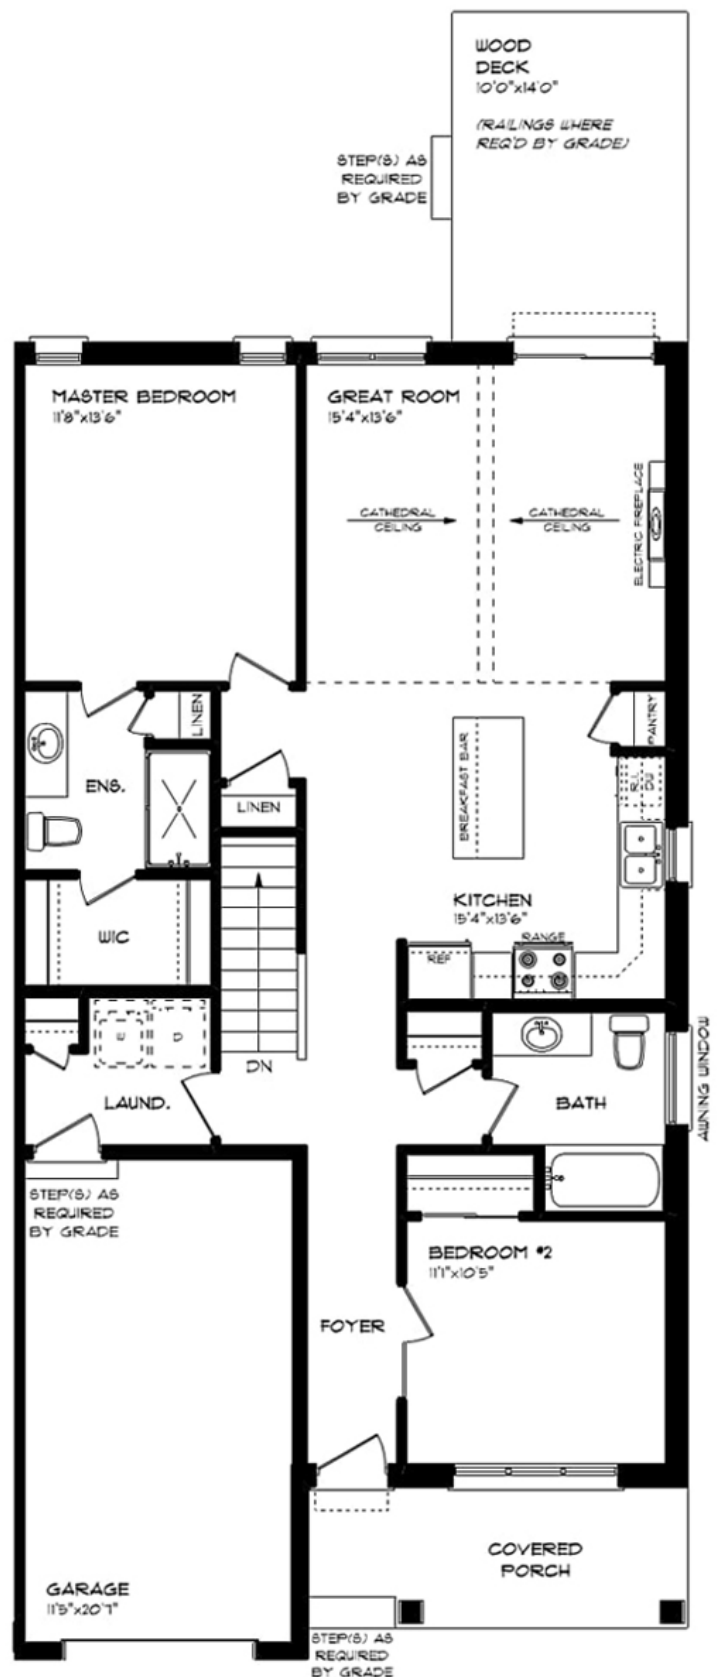 WOOD
DECK
10'0"x14'0"
(RAILINGS WHERE
REQ'D BY GRADE)
STEP(S) AS
REQUIRED
BY GRADE
MASTER BEDROOM
11'8"x13'6"
GREAT ROOM
15'4"x13'6"
CATHEDRAL
CEILING
CATHEDRAL
CEILING
ELECTRIC FIREPLACE
LINEN
PANTRY
ENS.
LINEN
BREAKFAST BAR
R.I.
DW
KITCHEN
15'4"x13'6"
WIC
REF
RANGE
DN
LAUND.
D
BATH
AWNING WINDOW
STEP(S) AS
REQUIRED
BY GRADE
BEDROOM #2
11'1"x10'5"
FOYER
COVERED
PORCH
GARAGE
11'5"x20'7"
STEP(S) AS
REQUIRED
BY GRADE